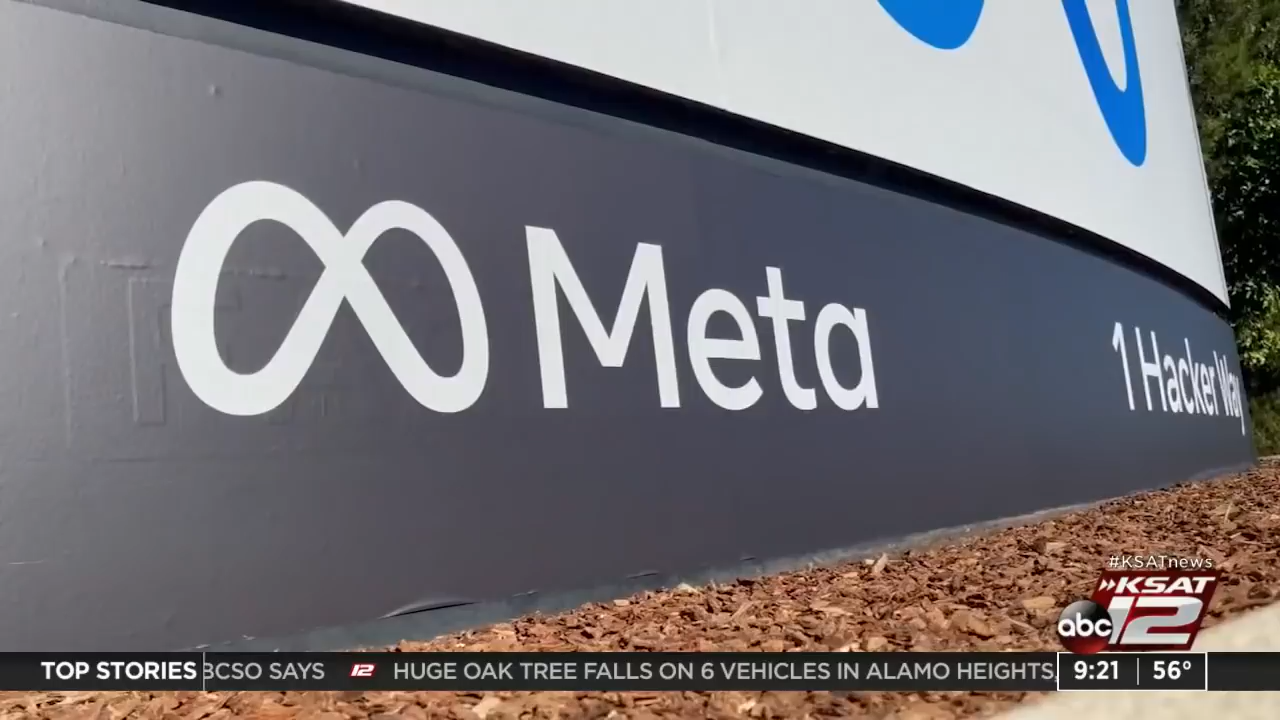 Meta
1 Hacker Way
#KSATnews
KSAT
abc 12
TOP STORIES
BCSO SAYS 12 HUGE OAK TREE FALLS ON 6 VEHICLES IN ALAMO HEIGHTS,
9:21 56°